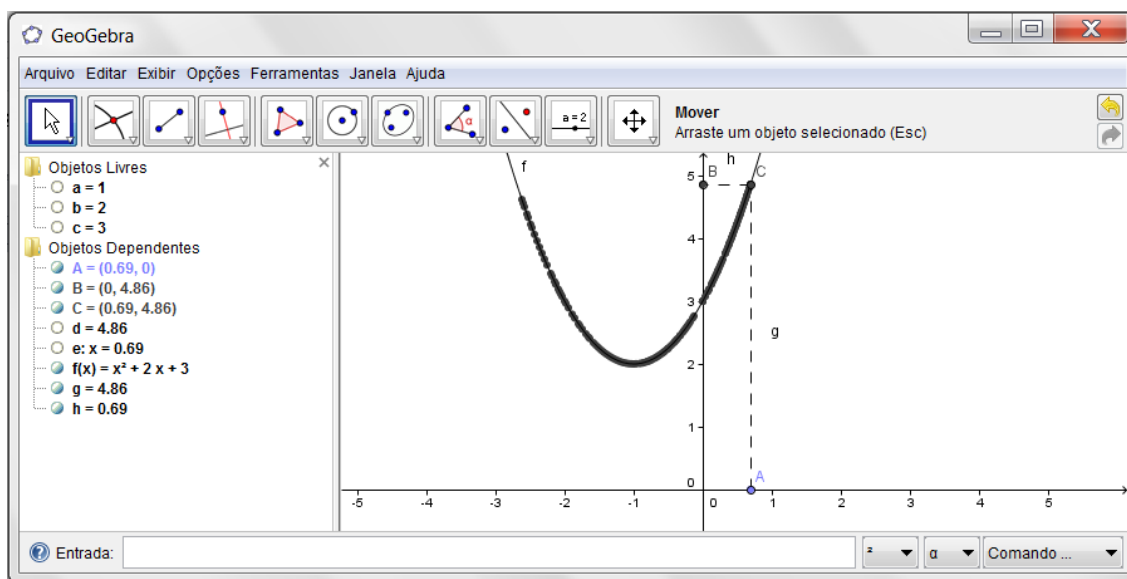 GeoGebra
Arquivo Editar Exibir Opções Ferramentas Janela Ajuda
a = 2
Mover
Arraste um objeto selecionado (Esc)
Objetos Livres
a = 1
b = 2
c = 3
Objetos Dependentes
A = (0.69, 0)
B = (0, 4.86)
C = (0.69, 4.86)
d = 4.86
e: x = 0.69
f(x) = x² + 2 x + 3
g = 4.86
h = 0.69
f
h
5
B
C
4
3
g
2
1
A
0
-5 -4 -3 -2 -1 0 1 2 3 4 5
Entrada:
²
α
Comando ...